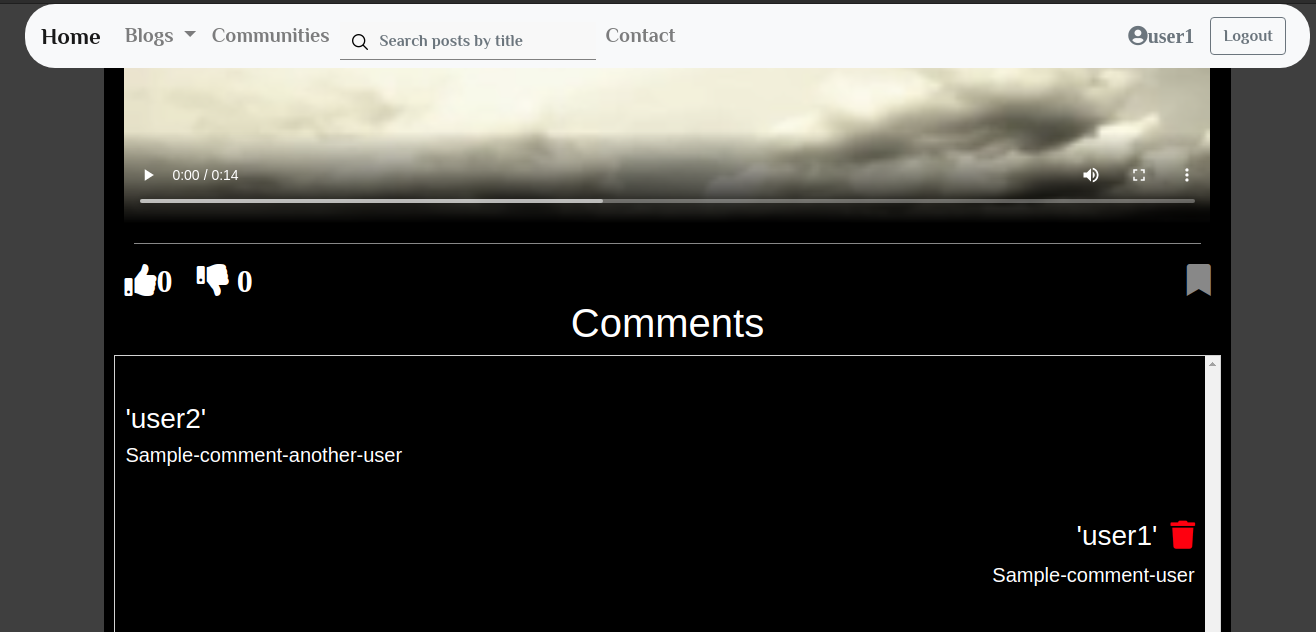 Home Blogs Communities Search posts by title Contact user1 Logout
0:00 / 0:14
0 0
Comments
'user2'
Sample-comment-another-user
'user1'
Sample-comment-user